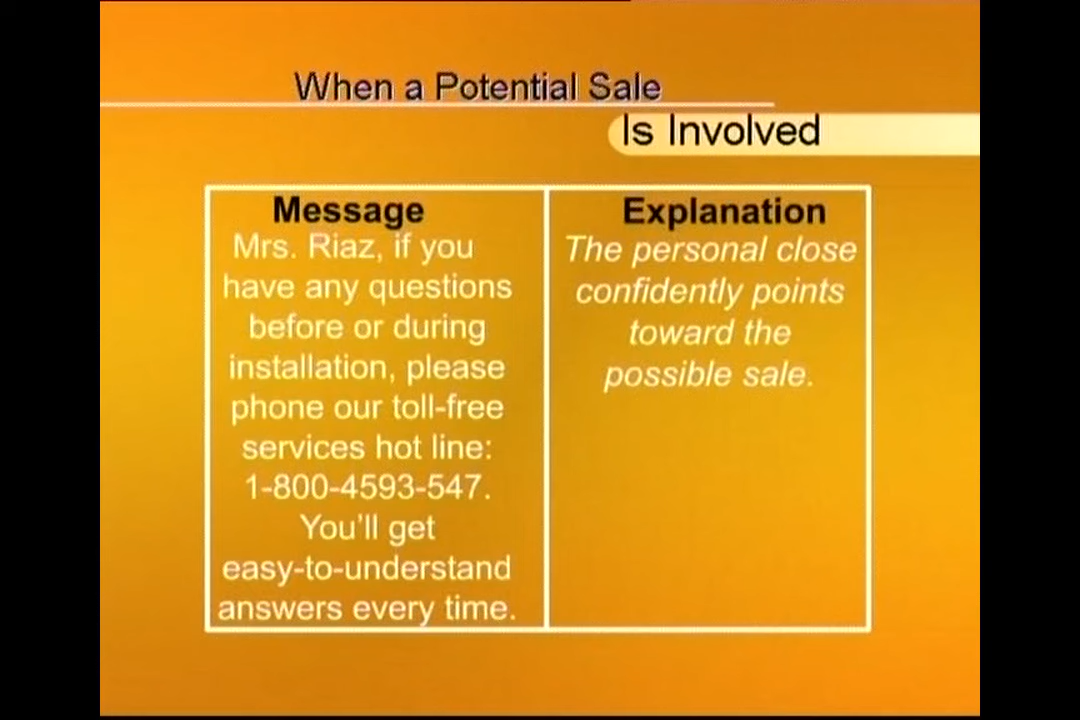 When a Potential Sale
Is Involved
Message
Mrs. Riaz, if you
have any questions
before or during
installation, please
phone our toll-free
services hot line:
1-800-4593-547.
You'll get
easy-to-understand
answers every time.
Explanation
The personal close
confidently points
toward the
possible sale.